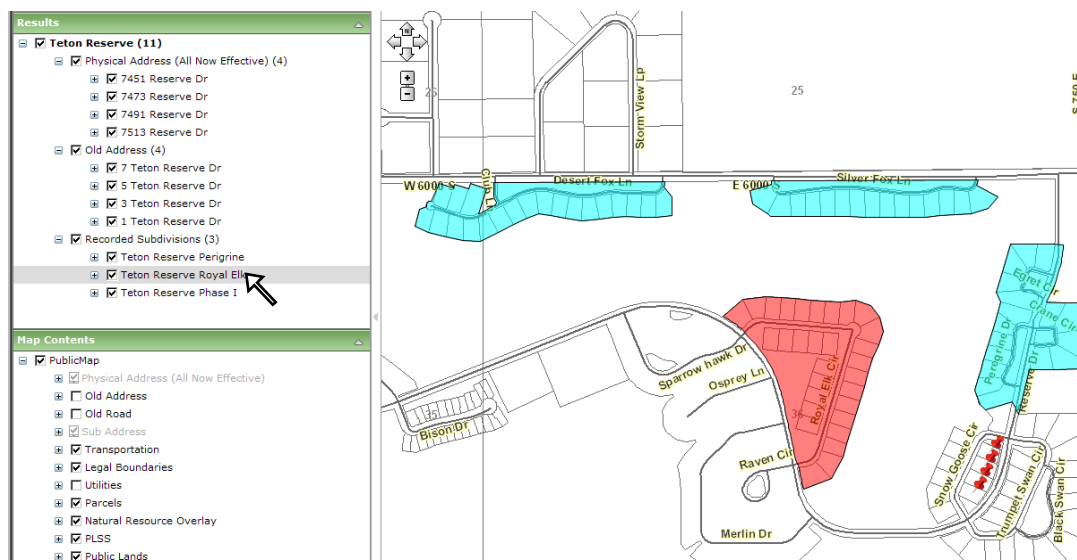 Results
Teton Reserve (11)
Physical Address (All Now Effective) (4)
7451 Reserve Dr
7473 Reserve Dr
7491 Reserve Dr
7513 Reserve Dr
Old Address (4)
7 Teton Reserve Dr
5 Teton Reserve Dr
3 Teton Reserve Dr
1 Teton Reserve Dr
Recorded Subdivisions (3)
Teton Reserve Perigrine
Teton Reserve Royal Elk
Teton Reserve Phase I
Map Contents
PublicMap
Physical Address (All Now Effective)
Old Address
Old Road
Sub Address
Transportation
Legal Boundaries
Utilities
Parcels
Natural Resource Overlay
PLSS
Public Lands
N
25
25
Storm View Lp
S 750 E
W 6000 S
Club Ln
Desert Fox Ln
E 6000 S
Silver Fox Ln
Egret Cir
Crane Cir
Peregrine Dr
Reserve Dr
Sparrow hawk Dr
Osprey Ln
Royal Elk Cir
36
35
Bison Dr
Raven Cir
Merlin Dr
Snow Goose Cir
Trumpet Swan Cir
Black Swan Cir